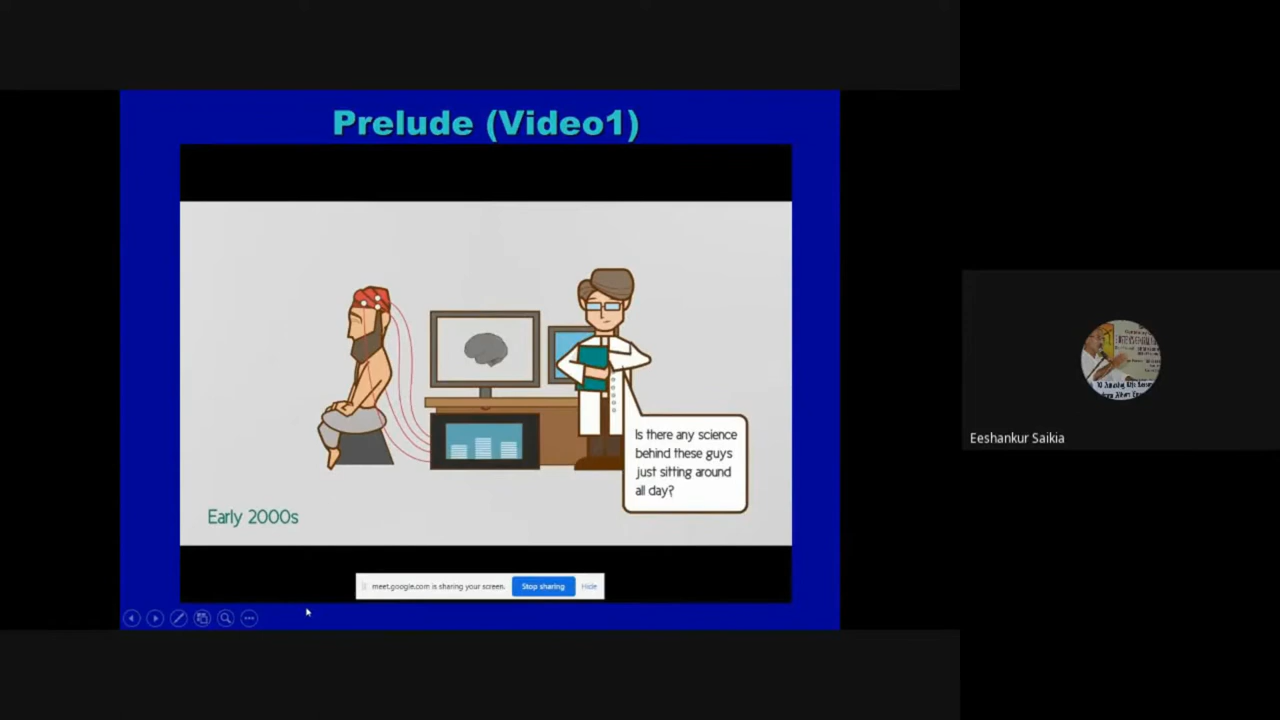 Prelude (Video1)
Is there any science
behind these guys
just sitting around
all day?
Early 2000s
meet.google.com is sharing your screen.
Stop sharing
Hide
Eeshankur Saikia